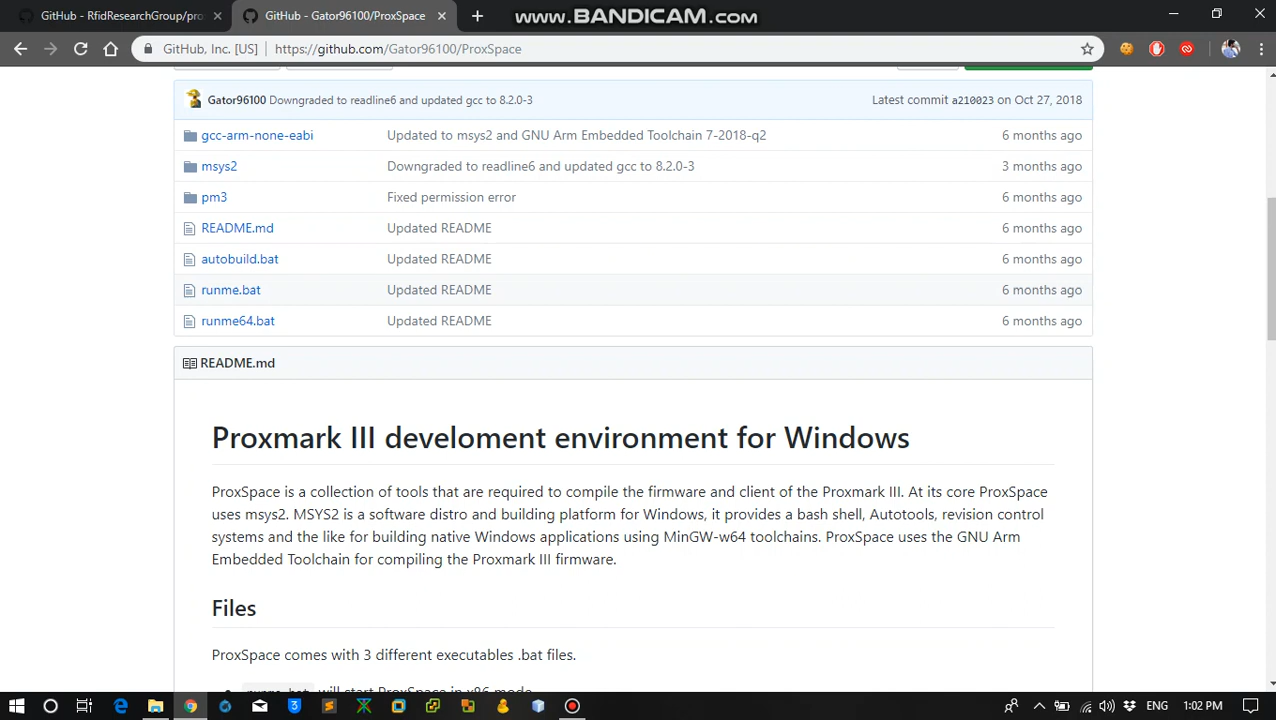 GitHub - RfidResearchGroup/pro
GitHub - Gator96100/ProxSpace
www.BANDICAM.com
GitHub, Inc. [US] | https://github.com/Gator96100/ProxSpace
Gator96100 Downgraded to readline6 and updated gcc to 8.2.0-3 Latest commit a210023 on Oct 27, 2018
gcc-arm-none-eabi Updated to msys2 and GNU Arm Embedded Toolchain 7-2018-q2 6 months ago
msys2 Downgraded to readline6 and updated gcc to 8.2.0-3 3 months ago
pm3 Fixed permission error 6 months ago
README.md Updated README 6 months ago
autobuild.bat Updated README 6 months ago
runme.bat Updated README 6 months ago
runme64.bat Updated README 6 months ago
README.md
Proxmark III develoment environment for Windows
ProxSpace is a collection of tools that are required to compile the firmware and client of the Proxmark III. At its core ProxSpace
uses msys2. MSYS2 is a software distro and building platform for Windows, it provides a bash shell, Autotools, revision control
systems and the like for building native Windows applications using MinGW-w64 toolchains. ProxSpace uses the GNU Arm
Embedded Toolchain for compiling the Proxmark III firmware.
Files
ProxSpace comes with 3 different executables .bat files.
runme.bat will start ProxSpace in x86 mode
ENG 1:02 PM